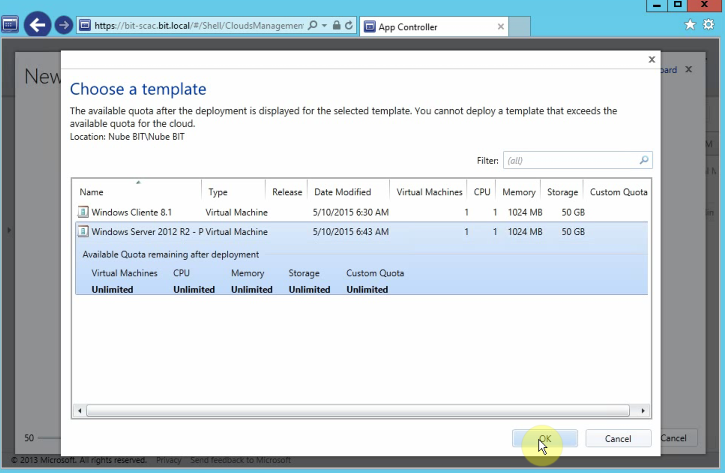 https://bit-scac.bit.local/#/Shell/CloudsManagemen
App Controller
New
Choose a template
The available quota after the deployment is displayed for the selected template. You cannot deploy a template that exceeds the
available quota for the cloud.
Location: Nube BIT\Nube BIT
Filter: (all)
Name Type Release Date Modified Virtual Machines CPU Memory Storage Custom Quota
Windows Cliente 8.1 Virtual Machine 5/10/2015 6:30 AM 1 1 1024 MB 50 GB
Windows Server 2012 R2 - P Virtual Machine 5/10/2015 6:43 AM 1 1 1024 MB 50 GB
Available Quota remaining after deployment
Virtual Machines CPU Memory Storage Custom Quota
Unlimited Unlimited Unlimited Unlimited Unlimited
OK Cancel
50 Cancel
© 2013 Microsoft. All rights reserved. Privacy Send feedback to Microsoft